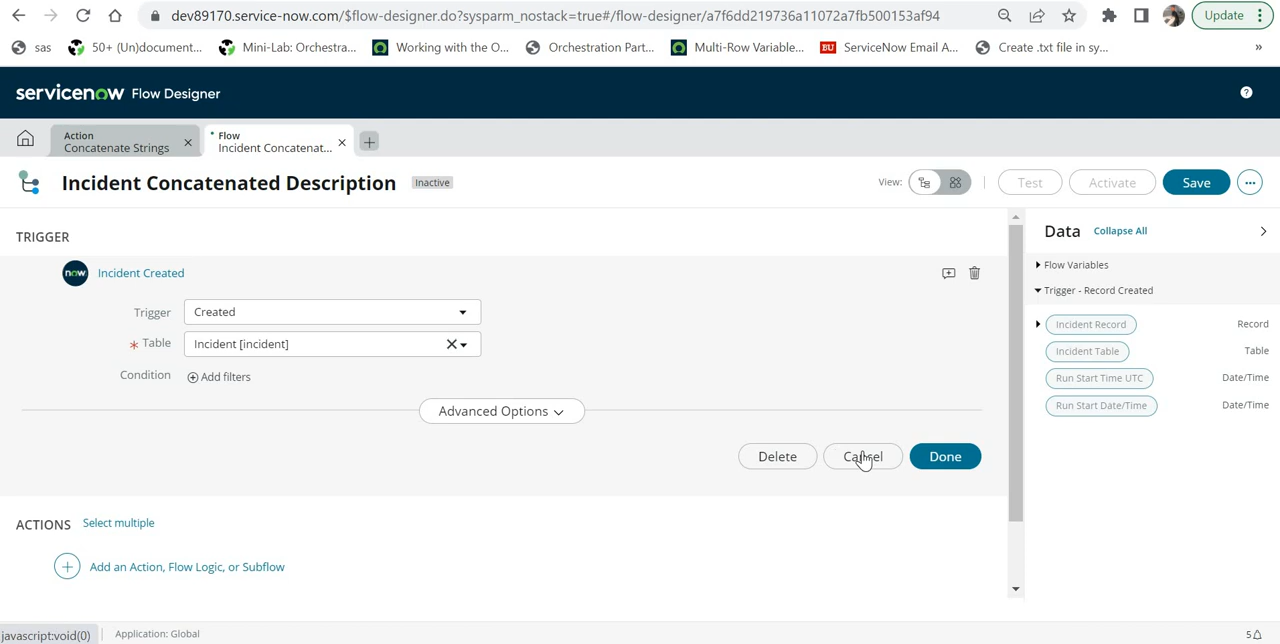 dev89170.service-now.com/$flow-designer.do?sysparm_nostack=true#/flow-designer/a7f6dd219736a11072a7fb500153af94
Update
sas
50+ (Un)document...
Mini-Lab: Orchestra...
Working with the O...
Orchestration Part...
Multi-Row Variable...
BU
ServiceNow Email A...
Create .txt file in sy...
»
servicenow Flow Designer
?
Action
Concatenate Strings
Flow
Incident Concatenat...
Incident Concatenated Description
Inactive
View:
Test
Activate
Save
TRIGGER
Data
Collapse All
now
Incident Created
Flow Variables
Trigger - Record Created
Trigger
Created
Incident Record
Record
* Table
Incident [incident]
Incident Table
Table
Condition
Add filters
Run Start Time UTC
Date/Time
Advanced Options
Run Start Date/Time
Date/Time
Delete
Cancel
Done
ACTIONS
Select multiple
Add an Action, Flow Logic, or Subflow
javascript:void(0)
Application: Global
5